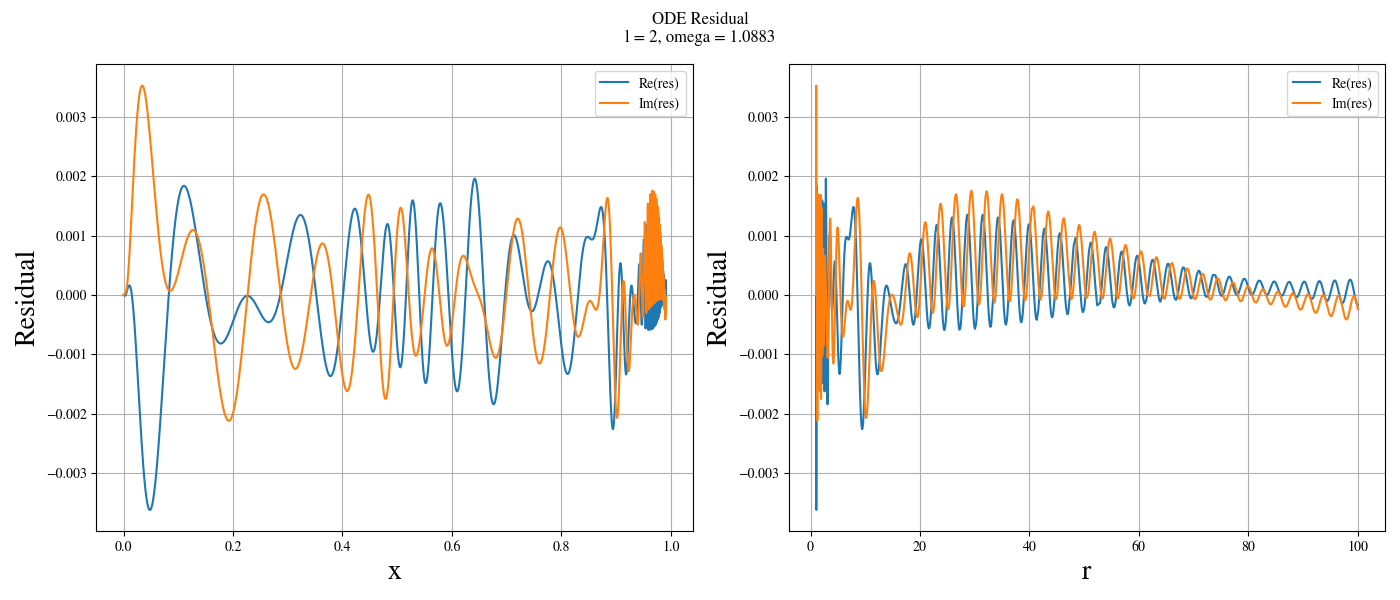 ODE Residual
l = 2, omega = 1.0883
Residual
0.003
0.002
0.001
0.000
−0.001
−0.002
−0.003
Re(res)
Im(res)
0.0 0.2 0.4 0.6 0.8 1.0
x
Residual
0.003
0.002
0.001
0.000
−0.001
−0.002
−0.003
Re(res)
Im(res)
0 20 40 60 80 100
r